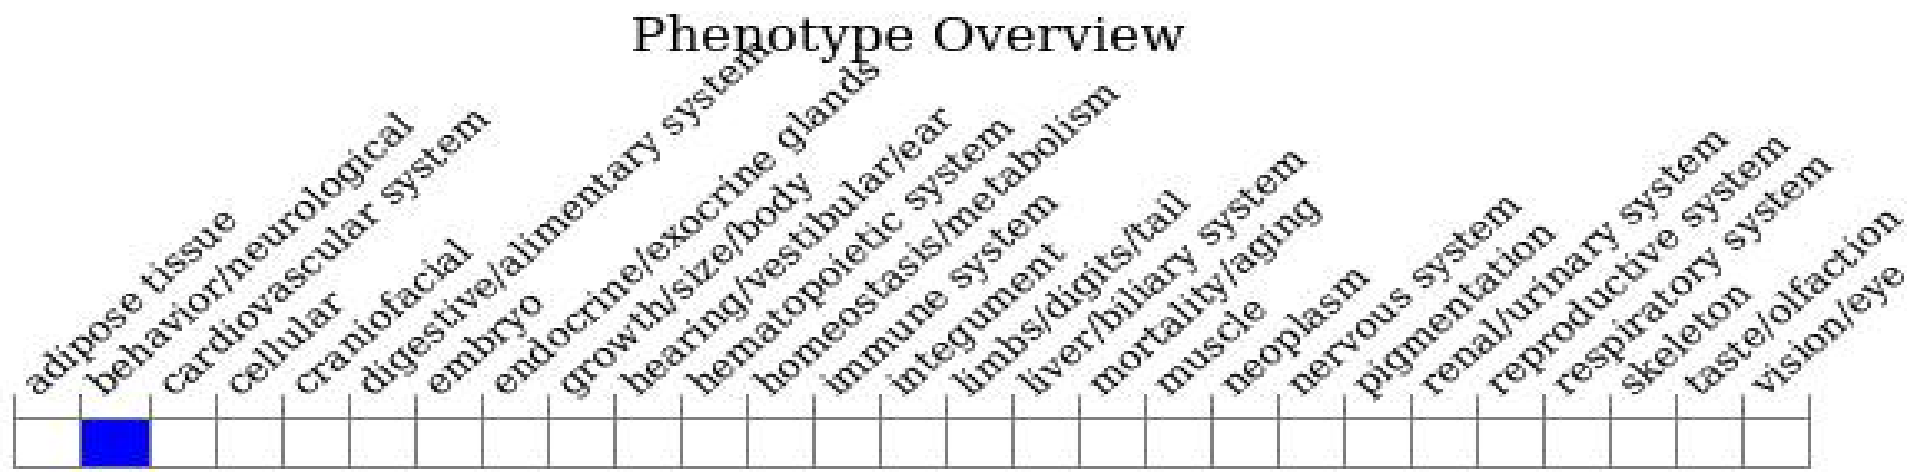 Phenotype Overview
adipose tissue
behavior/neurological
cardiovascular system
cellular
craniofacial
digestive/alimentary system
embryo
endocrine/exocrine glands
growth/size/body
hearing/vestibular/ear
hematopoietic system
homeostasis/metabolism
immune system
integument
limbs/digits/tail
liver/biliary system
mortality/aging
muscle
neoplasm
nervous system
pigmentation
renal/urinary system
reproductive system
respiratory system
skeleton
taste/olfaction
vision/eye